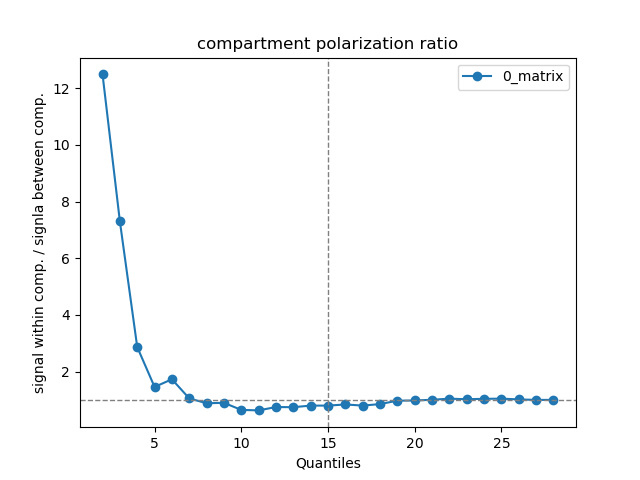 compartment polarization ratio
0_matrix
signal within comp. / signla between comp.
12
10
8
6
4
2
5
10
15
20
25
Quantiles